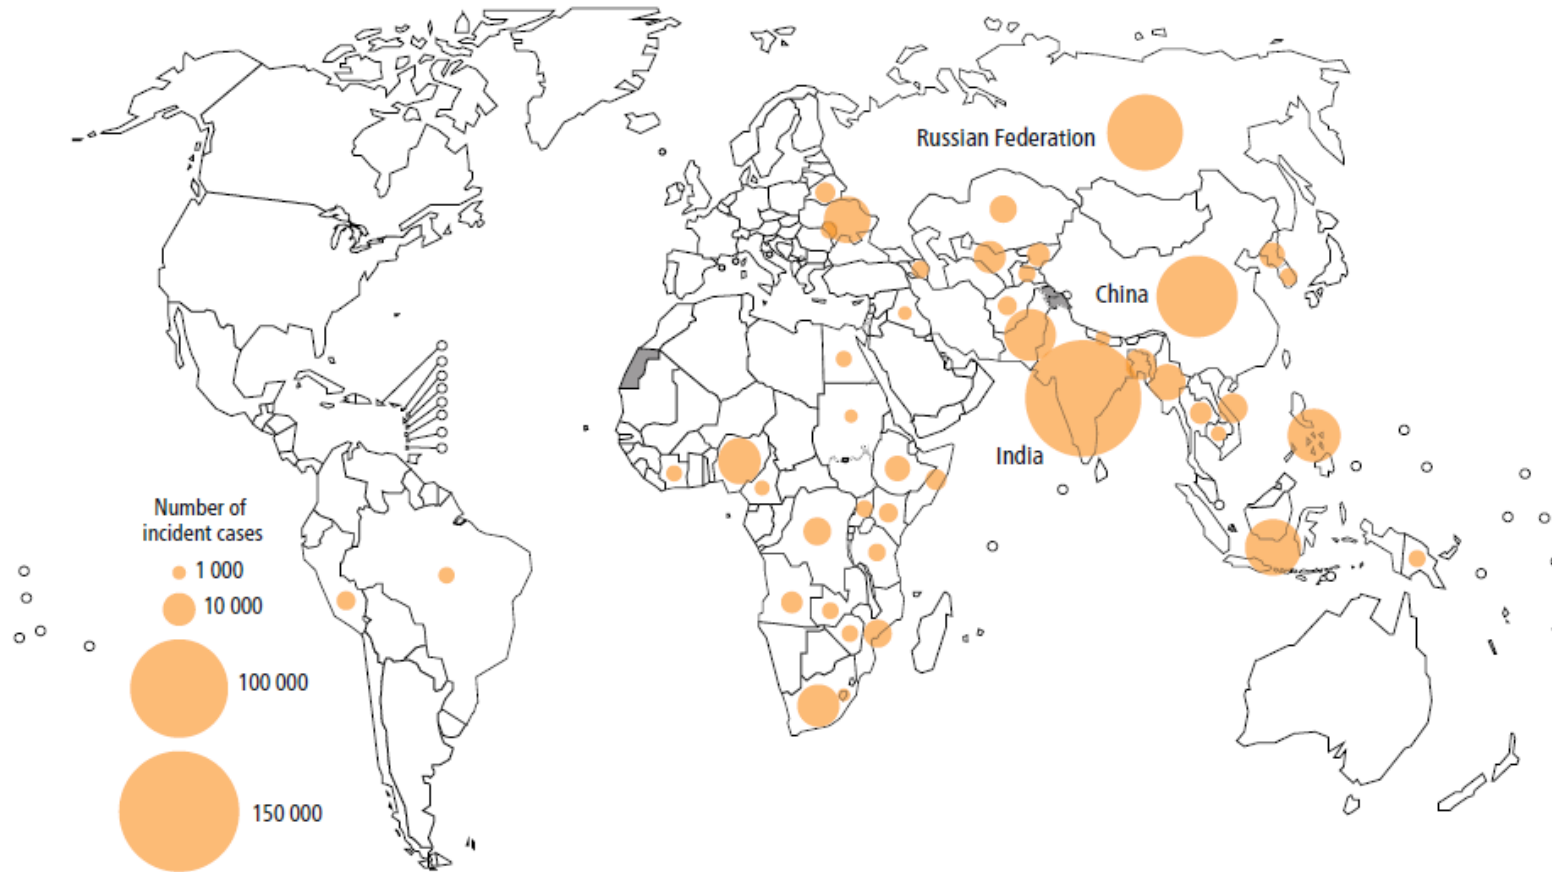 Russian Federation
China
India
Number of
incident cases
1 000
10 000
100 000
150 000